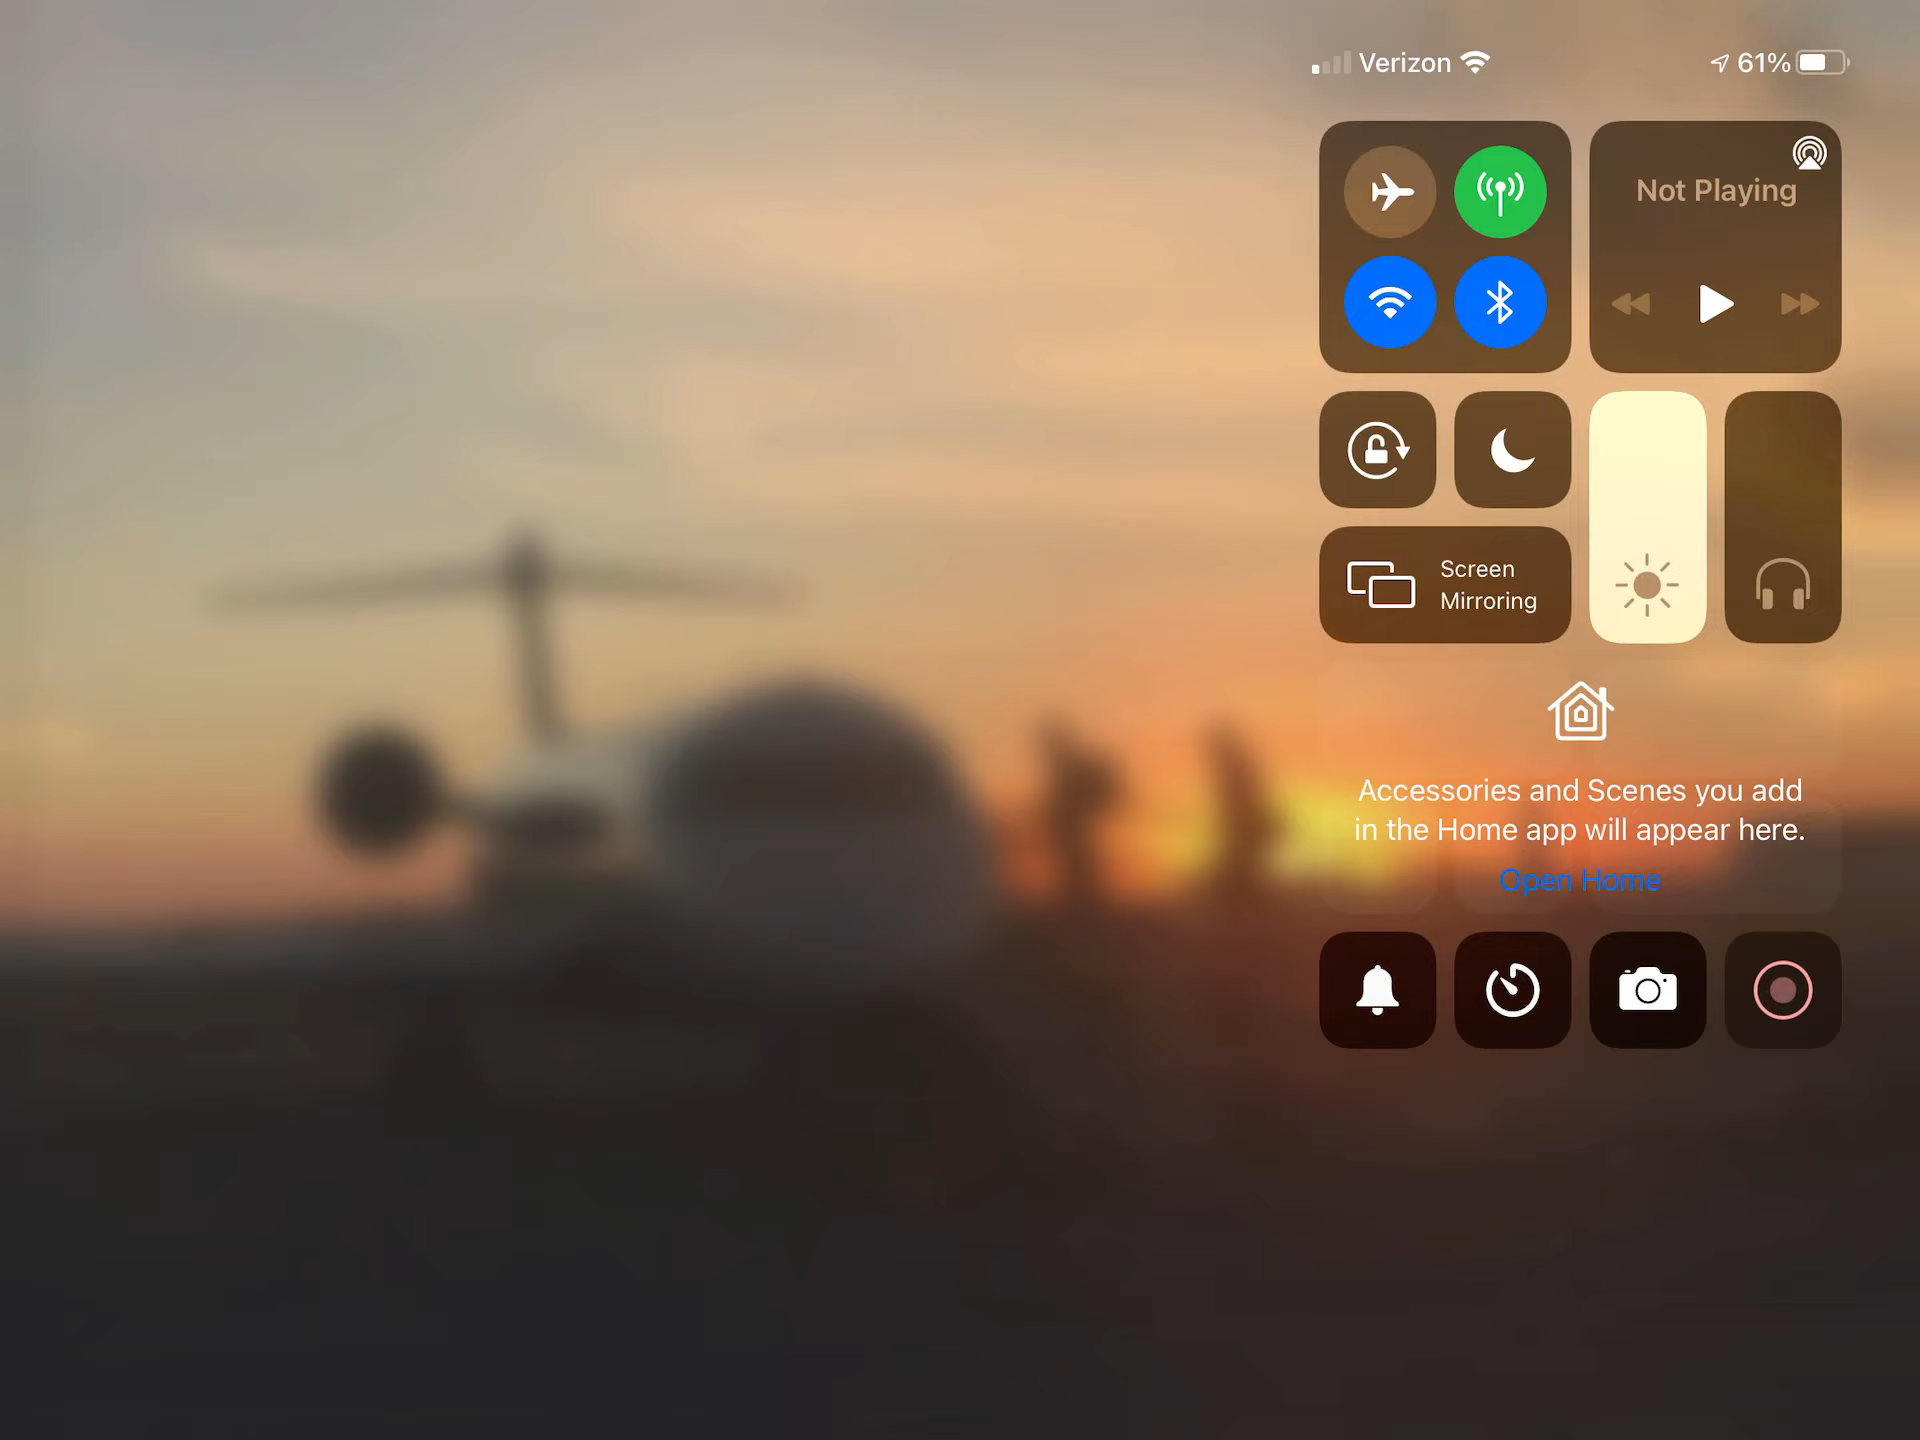 Verizon 61%
Not Playing
Screen
Mirroring
Accessories and Scenes you add
in the Home app will appear here.
Open Home